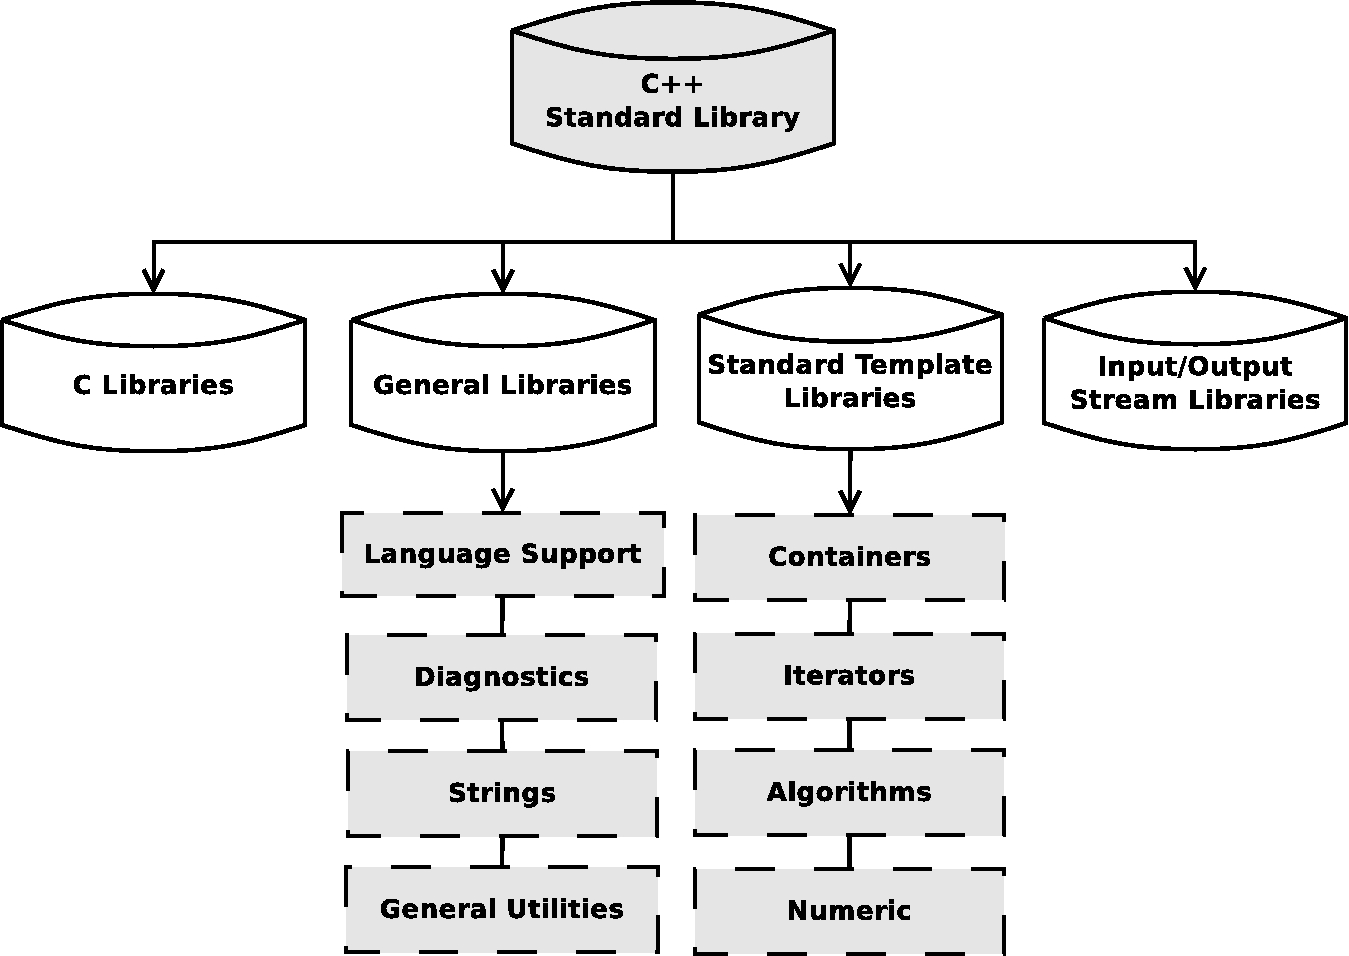 C++
Standard Library
C Libraries
General Libraries
Standard Template
Libraries
Input/Output
Stream Libraries
Language Support
Diagnostics
Strings
General Utilities
Containers
Iterators
Algorithms
Numeric